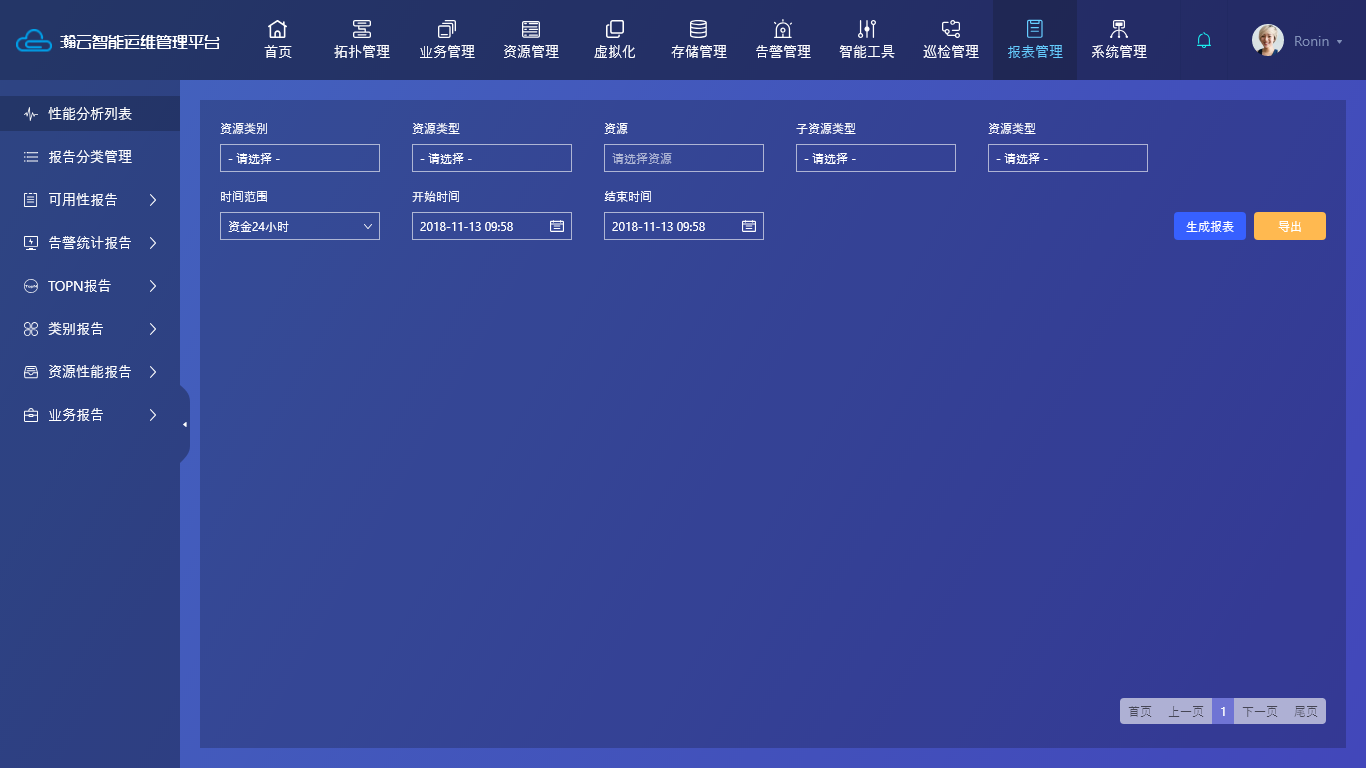 瀚云智能运维管理平台
首页
拓扑管理
业务管理
资源管理
虚拟化
存储管理
告警管理
智能工具
巡检管理
报表管理
系统管理
Ronin
性能分析列表
报告分类管理
可用性报告
告警统计报告
TOPN报告
类别报告
资源性能报告
业务报告
资源类别
资源类型
资源
子资源类型
资源类型
- 请选择 -
- 请选择 -
请选择资源
- 请选择 -
- 请选择 -
时间范围
开始时间
结束时间
资金24小时
2018-11-13 09:58
2018-11-13 09:58
生成报表
导出
首页
上一页
1
下一页
尾页